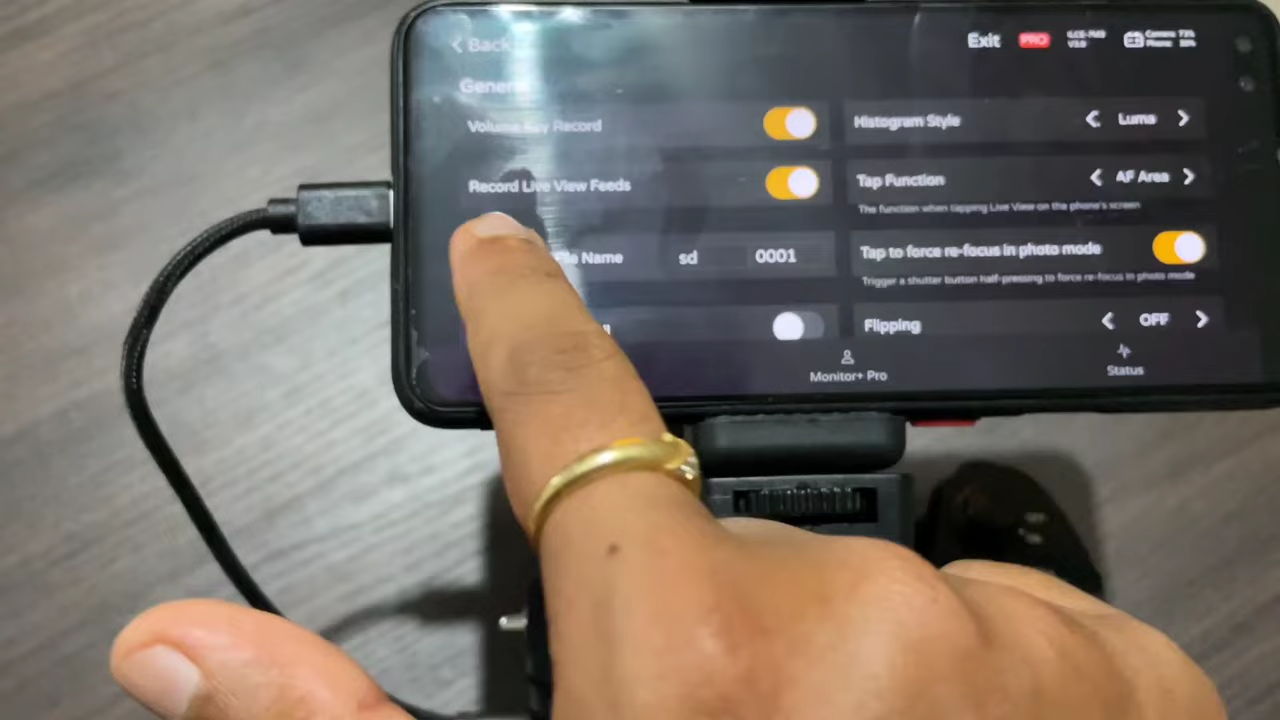 Back
Exit PRO
General
Volume Key Record
Histogram Style Luma
Record Live View Feeds
Tap Function AF Area
The function when tapping Live View on the phone's screen
File Name sd 0001
Tap to force re-focus in photo mode
Trigger a shutter button half-pressing to force re-focus in photo mode
Flipping OFF
Monitor+ Pro
Status